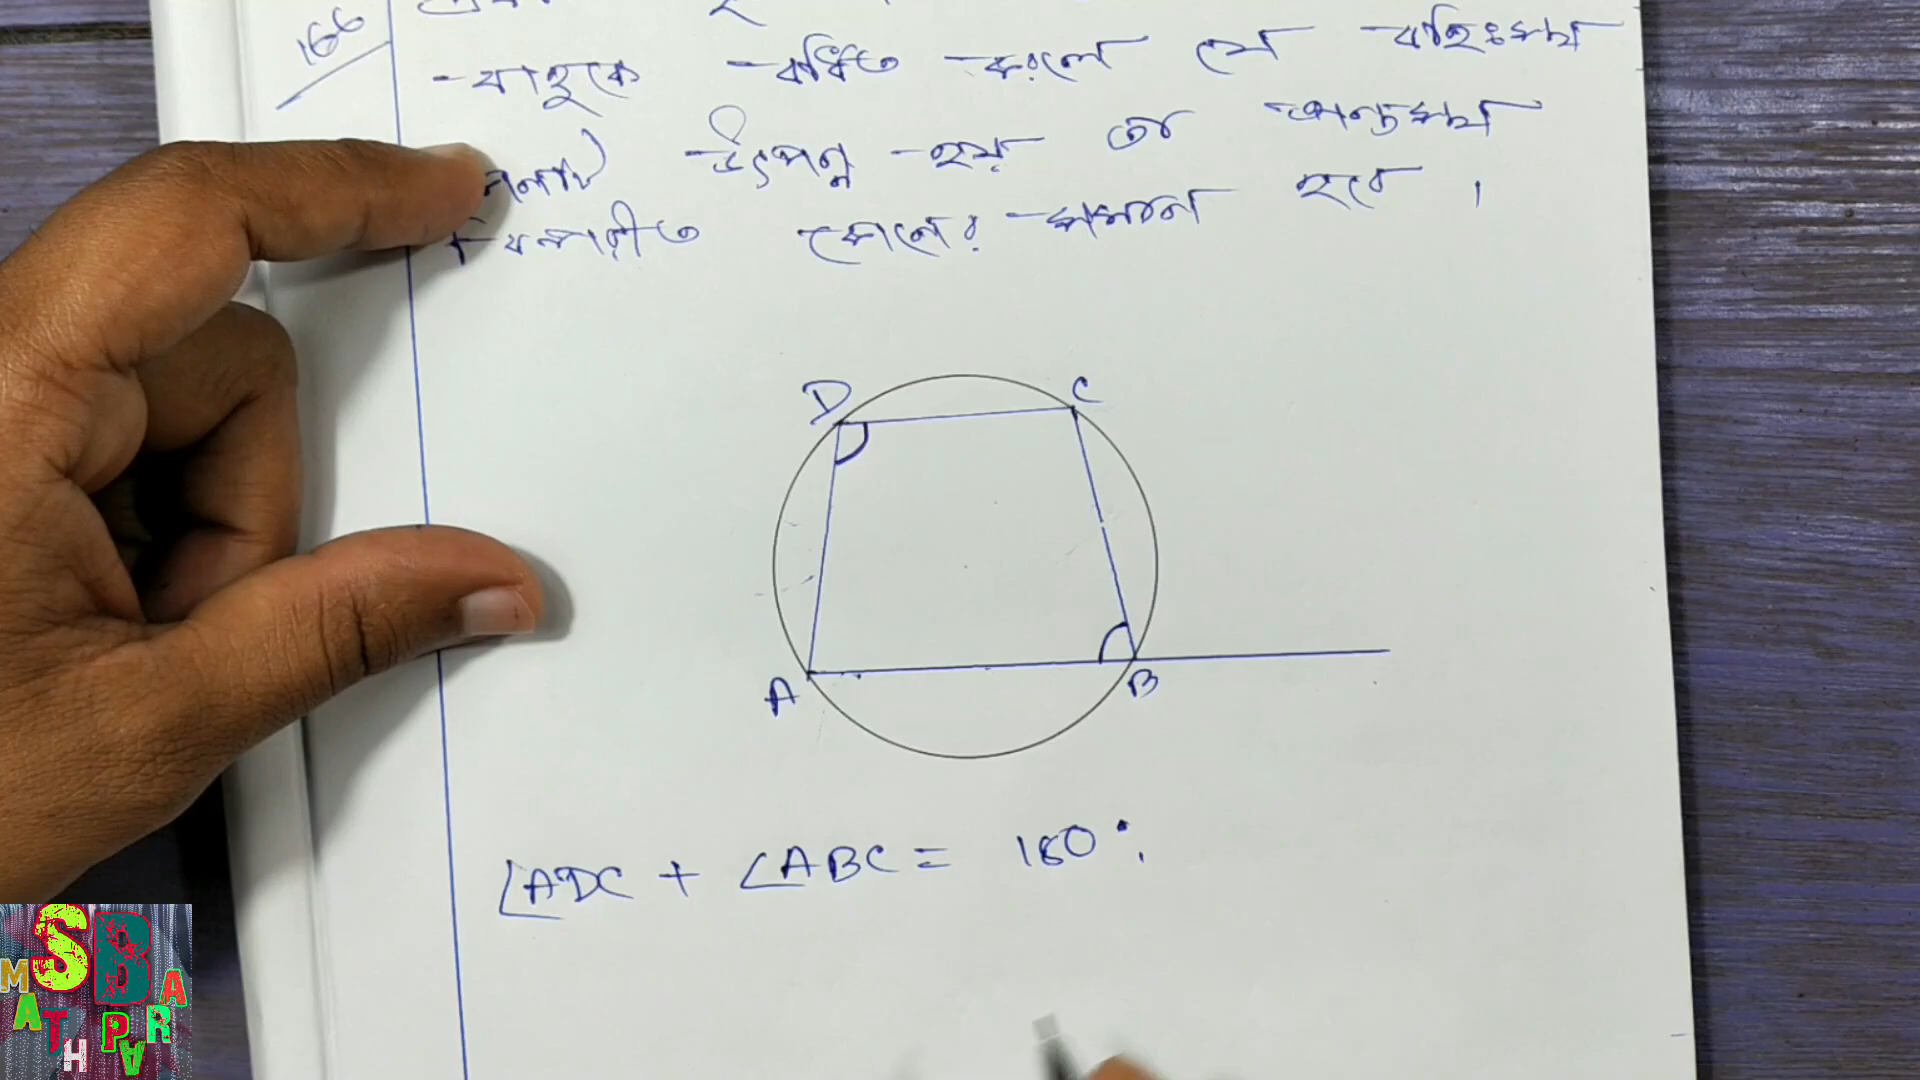 166
বাহুকে বর্ধিত করলে যে বহিঃস্থ
উৎপন্ন হয় তা অন্তঃস্থ
বিপরীত কোণের সমান হবে ।
D C
A B
∠ADC + ∠ABC = 180°.
SB
MATH PARA